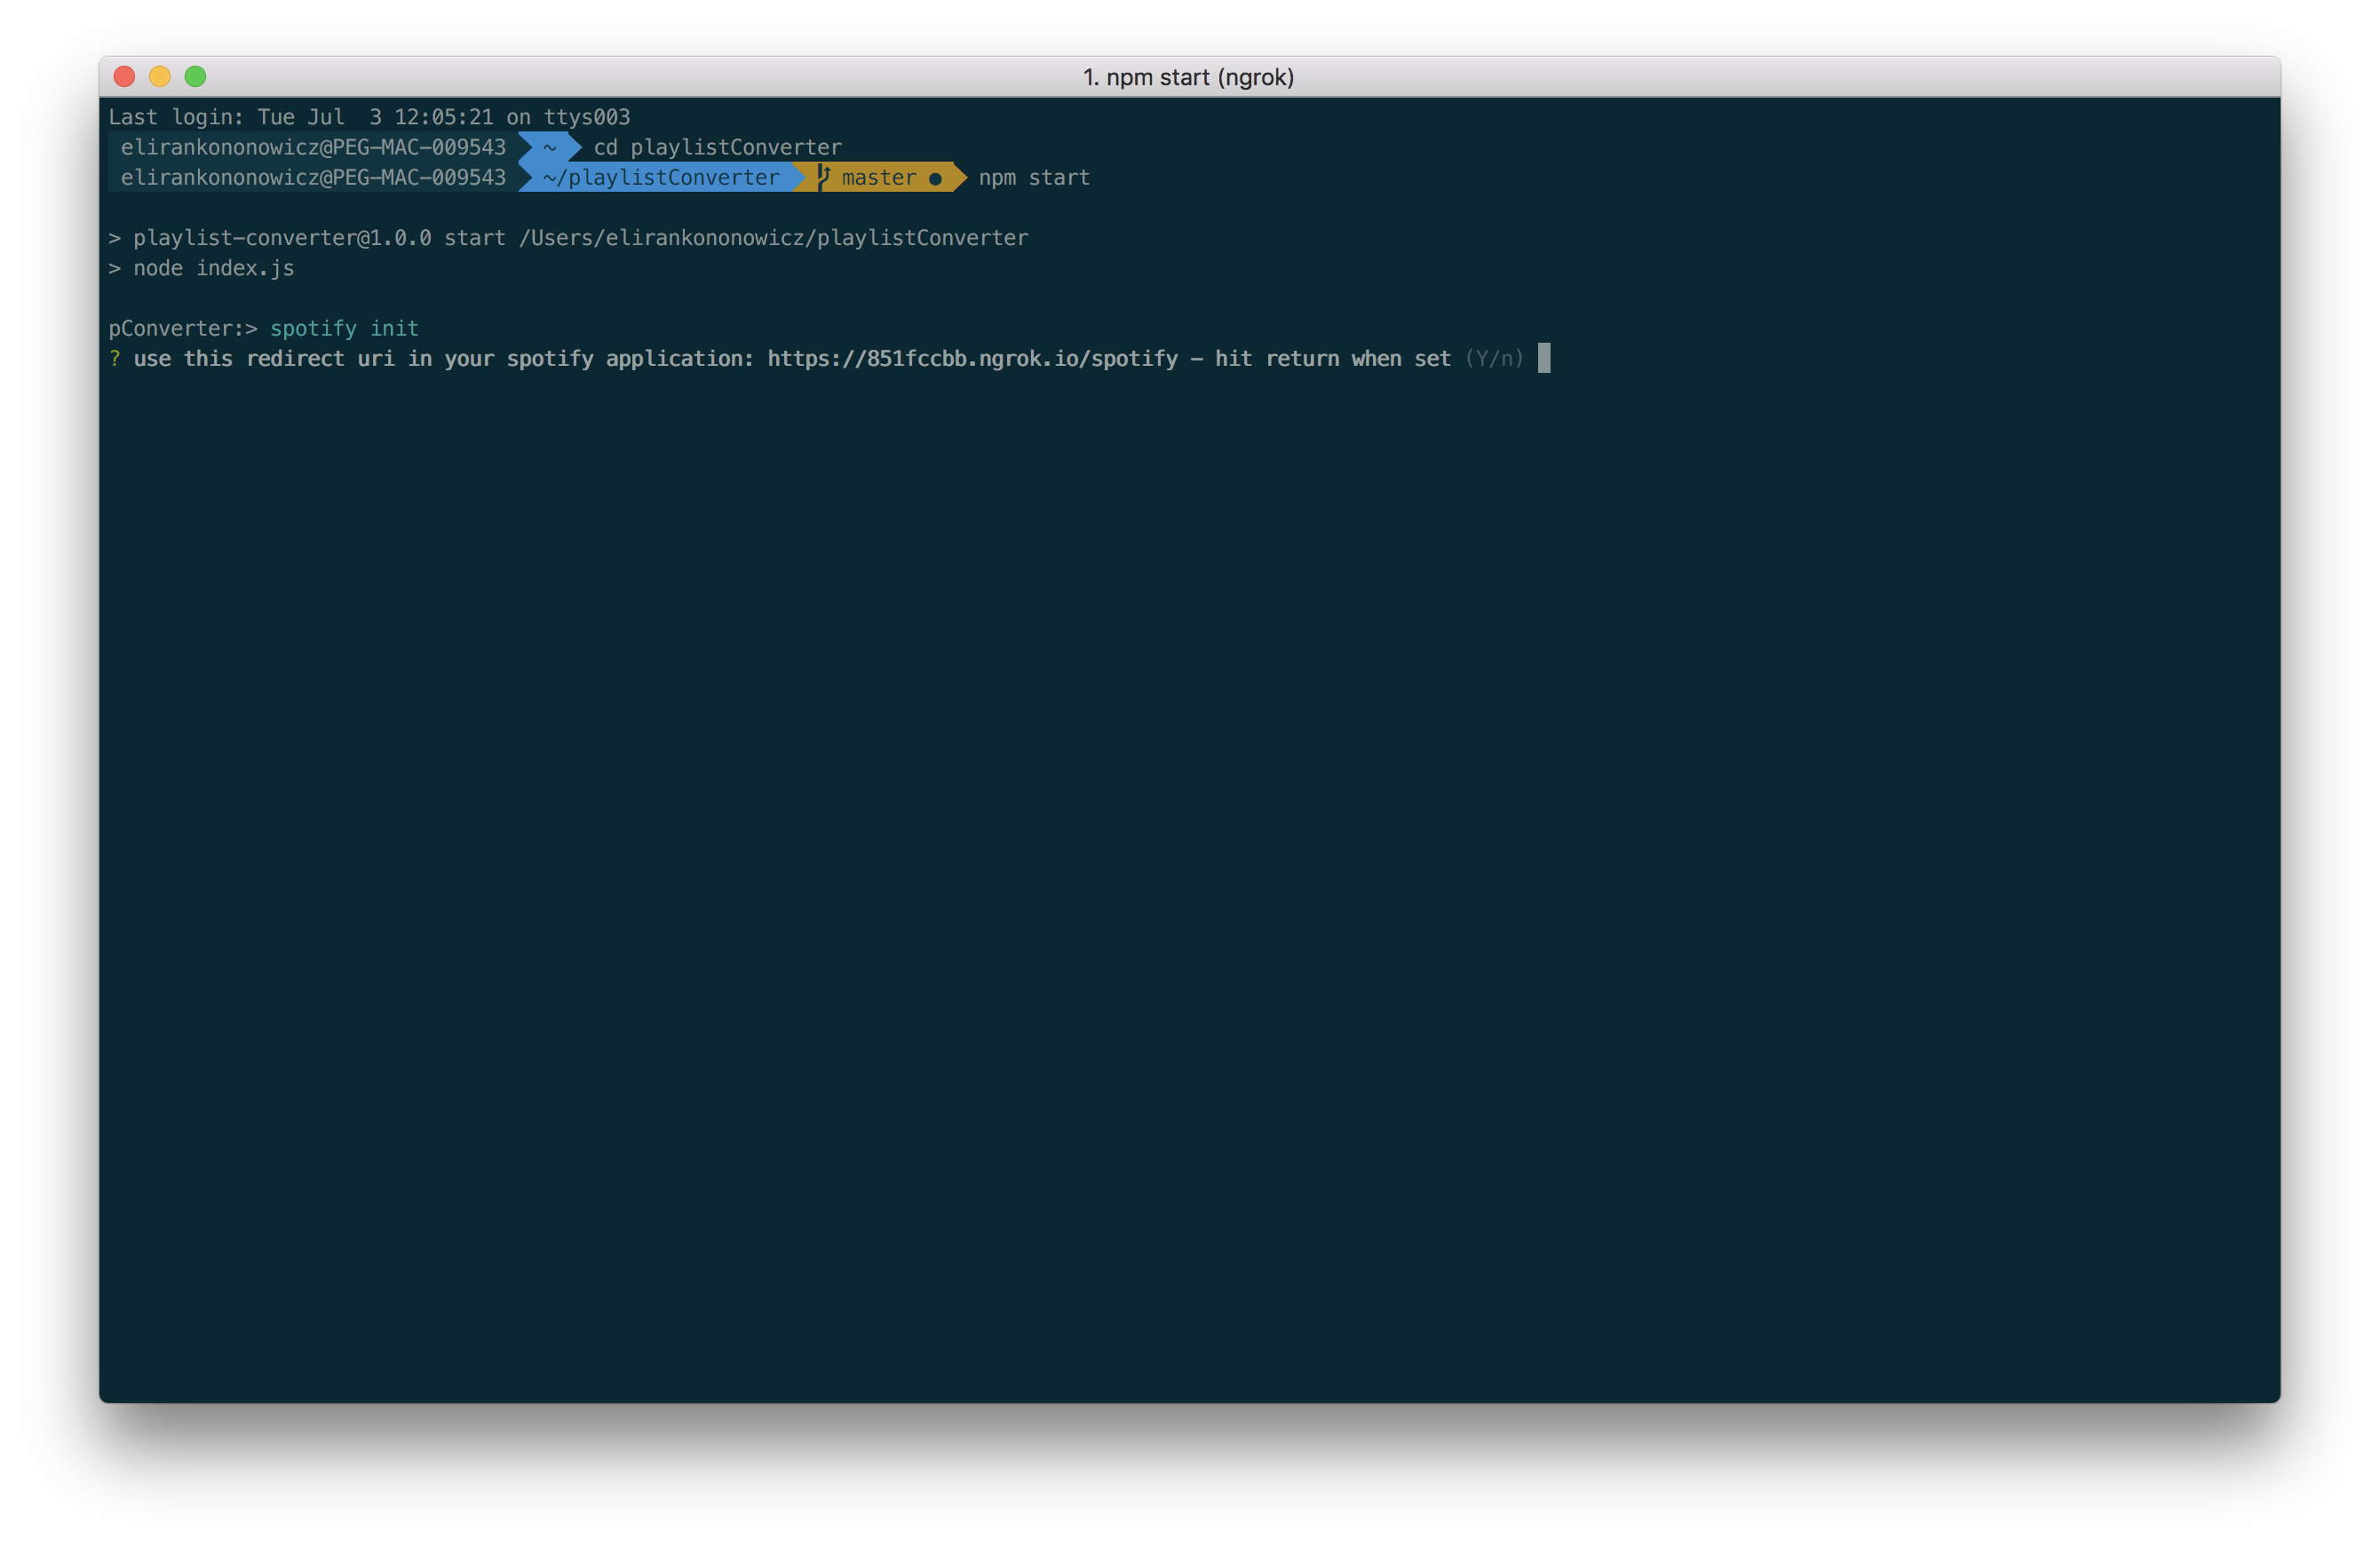 1. npm start (ngrok)
Last login: Tue Jul  3 12:05:21 on ttys003
elirankononowicz@PEG-MAC-009543 ~ cd playlistConverter
elirankononowicz@PEG-MAC-009543 ~/playlistConverter master ● npm start
> playlist-converter@1.0.0 start /Users/elirankononowicz/playlistConverter
> node index.js
pConverter:> spotify init
? use this redirect uri in your spotify application: https://851fccbb.ngrok.io/spotify - hit return when set (Y/n)